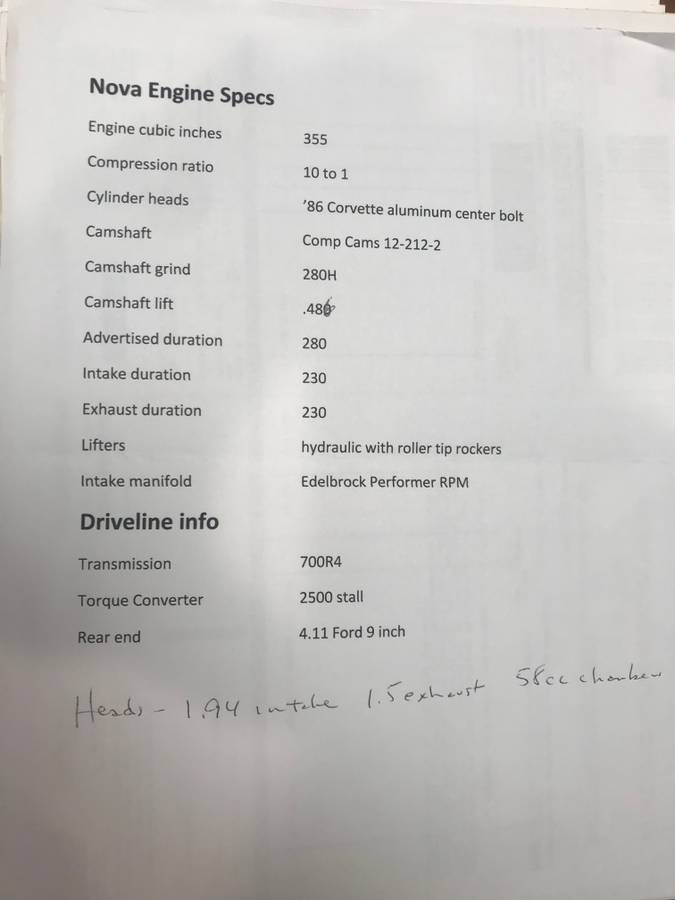 Nova Engine Specs
Engine cubic inches 355
Compression ratio 10 to 1
Cylinder heads '86 Corvette aluminum center bolt
Camshaft Comp Cams 12-212-2
Camshaft grind 280H
Camshaft lift .48
Advertised duration 280
Intake duration 230
Exhaust duration 230
Lifters hydraulic with roller tip rockers
Intake manifold Edelbrock Performer RPM
Driveline info
Transmission 700R4
Torque Converter 2500 stall
Rear end 4.11 Ford 9 inch
Heads - 1.94 intake 1.5 exhaust 58cc chamber